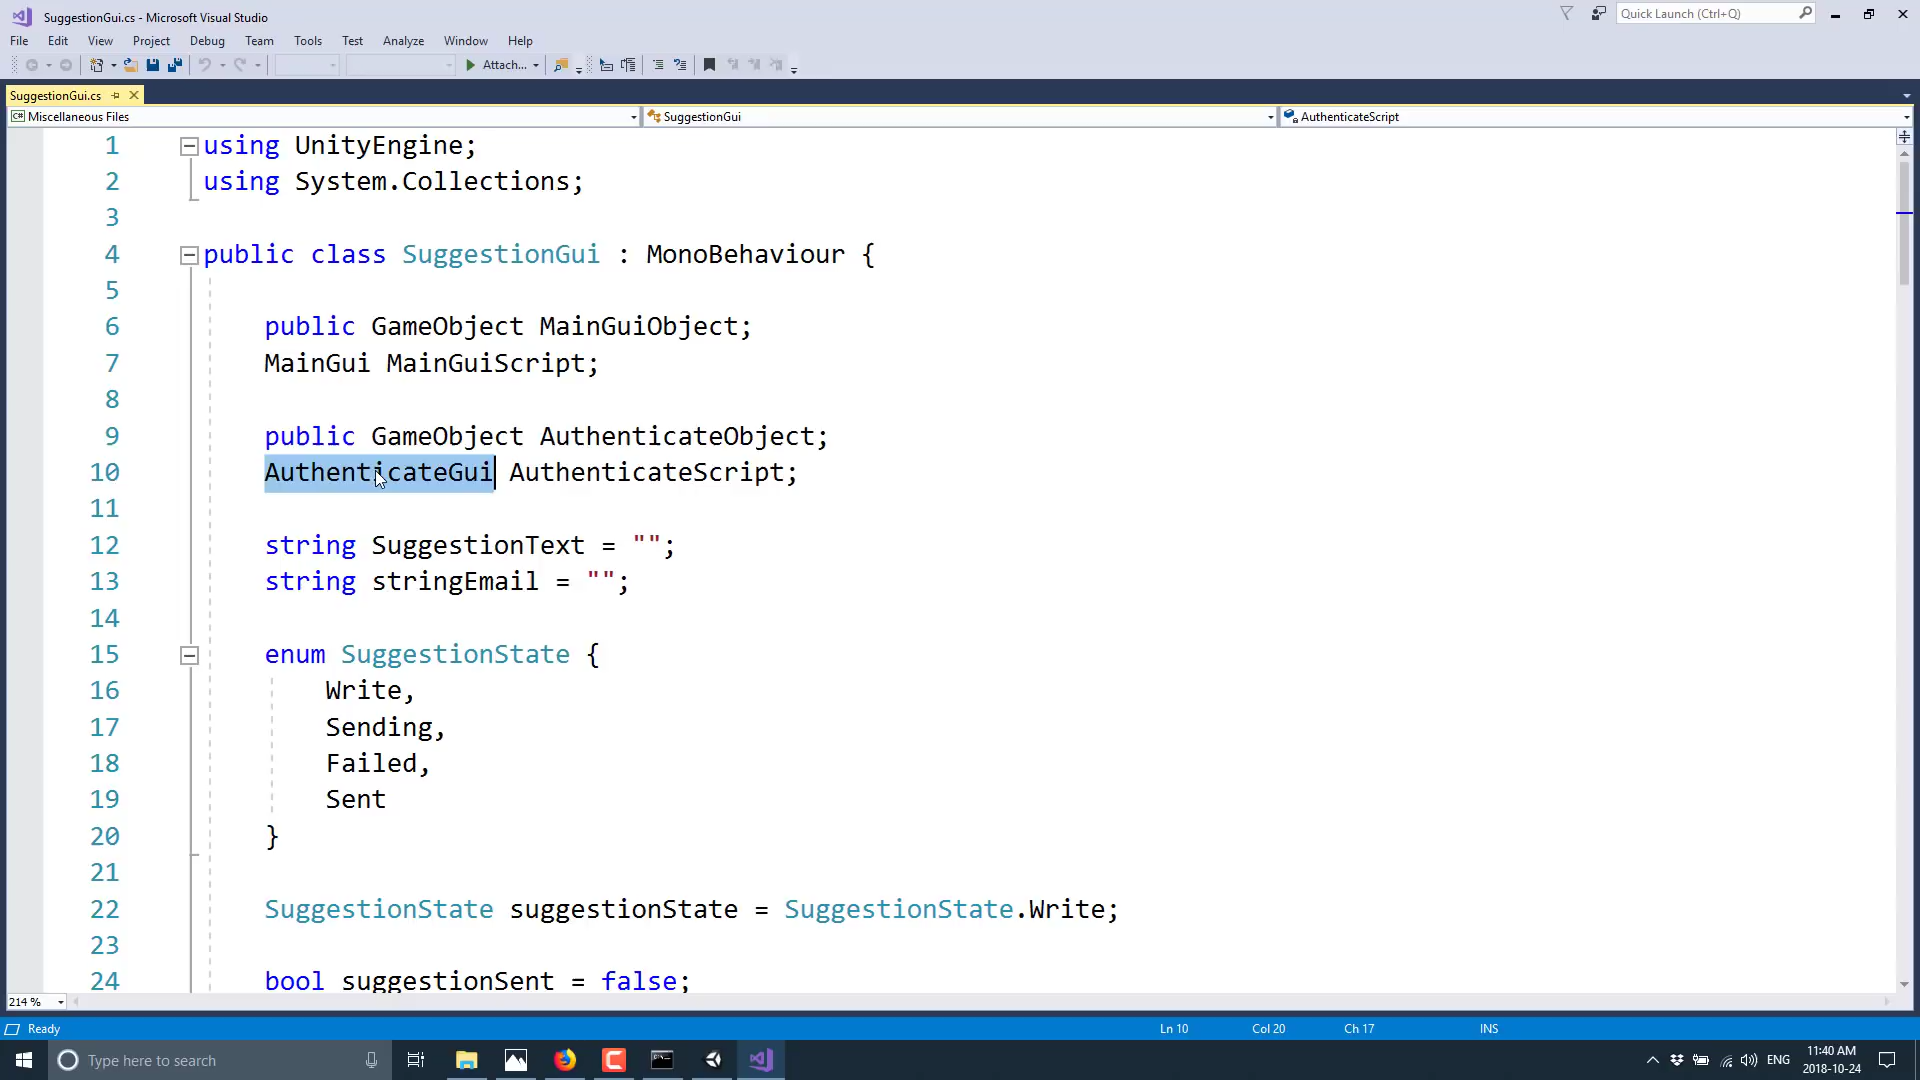 SuggestionGui.cs - Microsoft Visual Studio
Quick Launch (Ctrl+Q)
File Edit View Project Debug Team Tools Test Analyze Window Help
Attach...
SuggestionGui.cs
C# Miscellaneous Files SuggestionGui AuthenticateScript
1 using UnityEngine;
2 using System.Collections;
3
4 public class SuggestionGui : MonoBehaviour {
5
6 public GameObject MainGuiObject;
7 MainGui MainGuiScript;
8
9 public GameObject AuthenticateObject;
10 AuthenticateGui AuthenticateScript;
11
12 string SuggestionText = "";
13 string stringEmail = "";
14
15 enum SuggestionState {
16 Write,
17 Sending,
18 Failed,
19 Sent
20 }
21
22 SuggestionState suggestionState = SuggestionState.Write;
23
24 bool suggestionSent = false;
214 %
Ready Ln 10 Col 20 Ch 17 INS
Type here to search
ENG
11:40 AM
2018-10-24